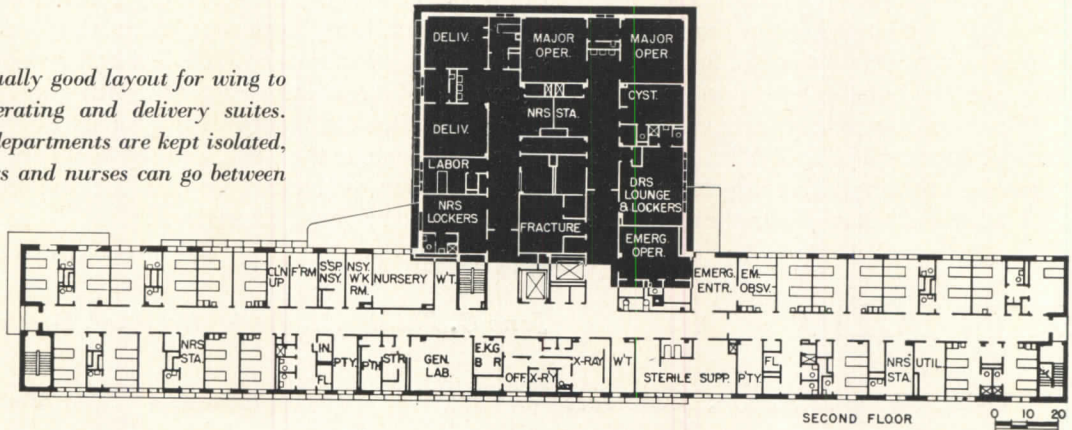 ually good layout for wing to
erating and delivery suites.
departments are kept isolated,
s and nurses can go between
DELIV.
MAJOR
OPER.
MAJOR
OPER.
CYST.
NRS STA.
DELIV.
LABOR
NRS
LOCKERS
DRS
LOUNGE
& LOCKERS
FRACTURE
EMERG.
OPER.
CL'N
UP
F'RM
S'SP.
NSY.
NSY.
W'K
RM.
NURSERY
W'T.
EMERG.
ENTR.
EM.
OBSV.
NRS
STA.
LIN.
FL.
PTY.
P'TH
STR.
GEN.
LAB.
E.K.G
B R
OFF.
X-RY
X-RAY
W'T
STERILE SUPP.
P'TY.
FL.
NRS'
STA.
UTIL
SECOND FLOOR
0 10 20